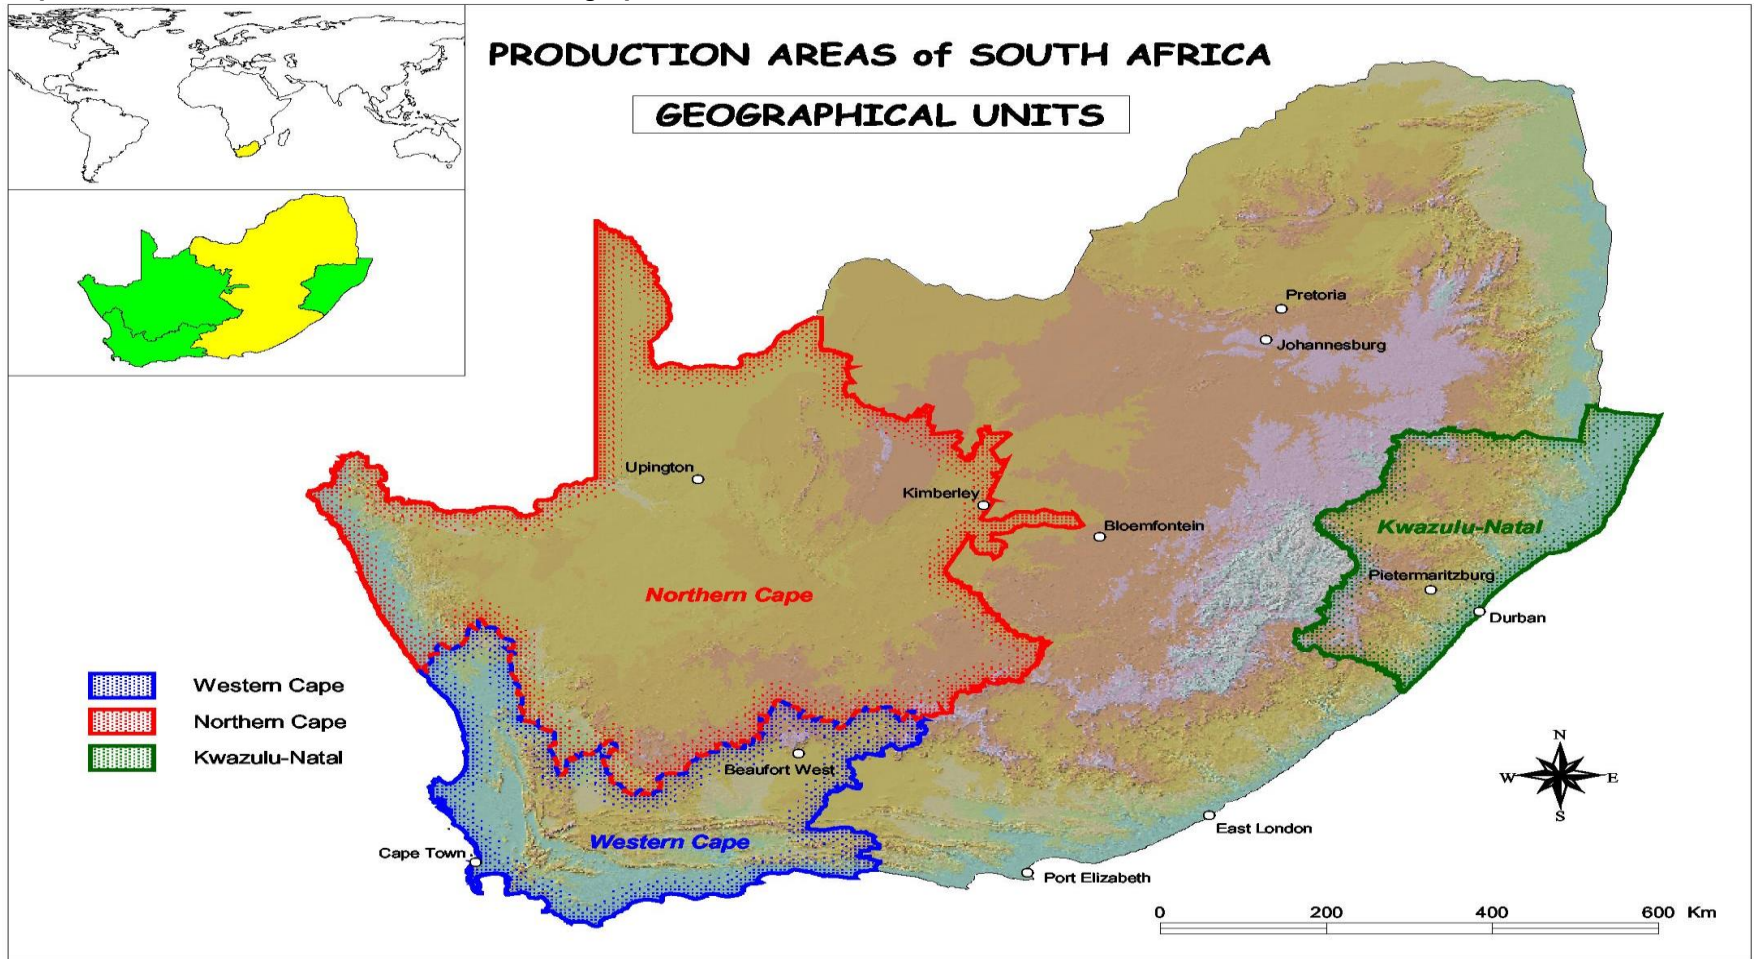 PRODUCTION AREAS of SOUTH AFRICA
GEOGRAPHICAL UNITS
Pretoria
Johannesburg
Upington
Kimberley
Bloemfontein
Kwazulu-Natal
Pietermaritzburg
Northern Cape
Durban
Western Cape
Northern Cape
Kwazulu-Natal
Beaufort West
N
W E
S
East London
Western Cape
Cape Town
Port Elizabeth
0 200 400 600 Km